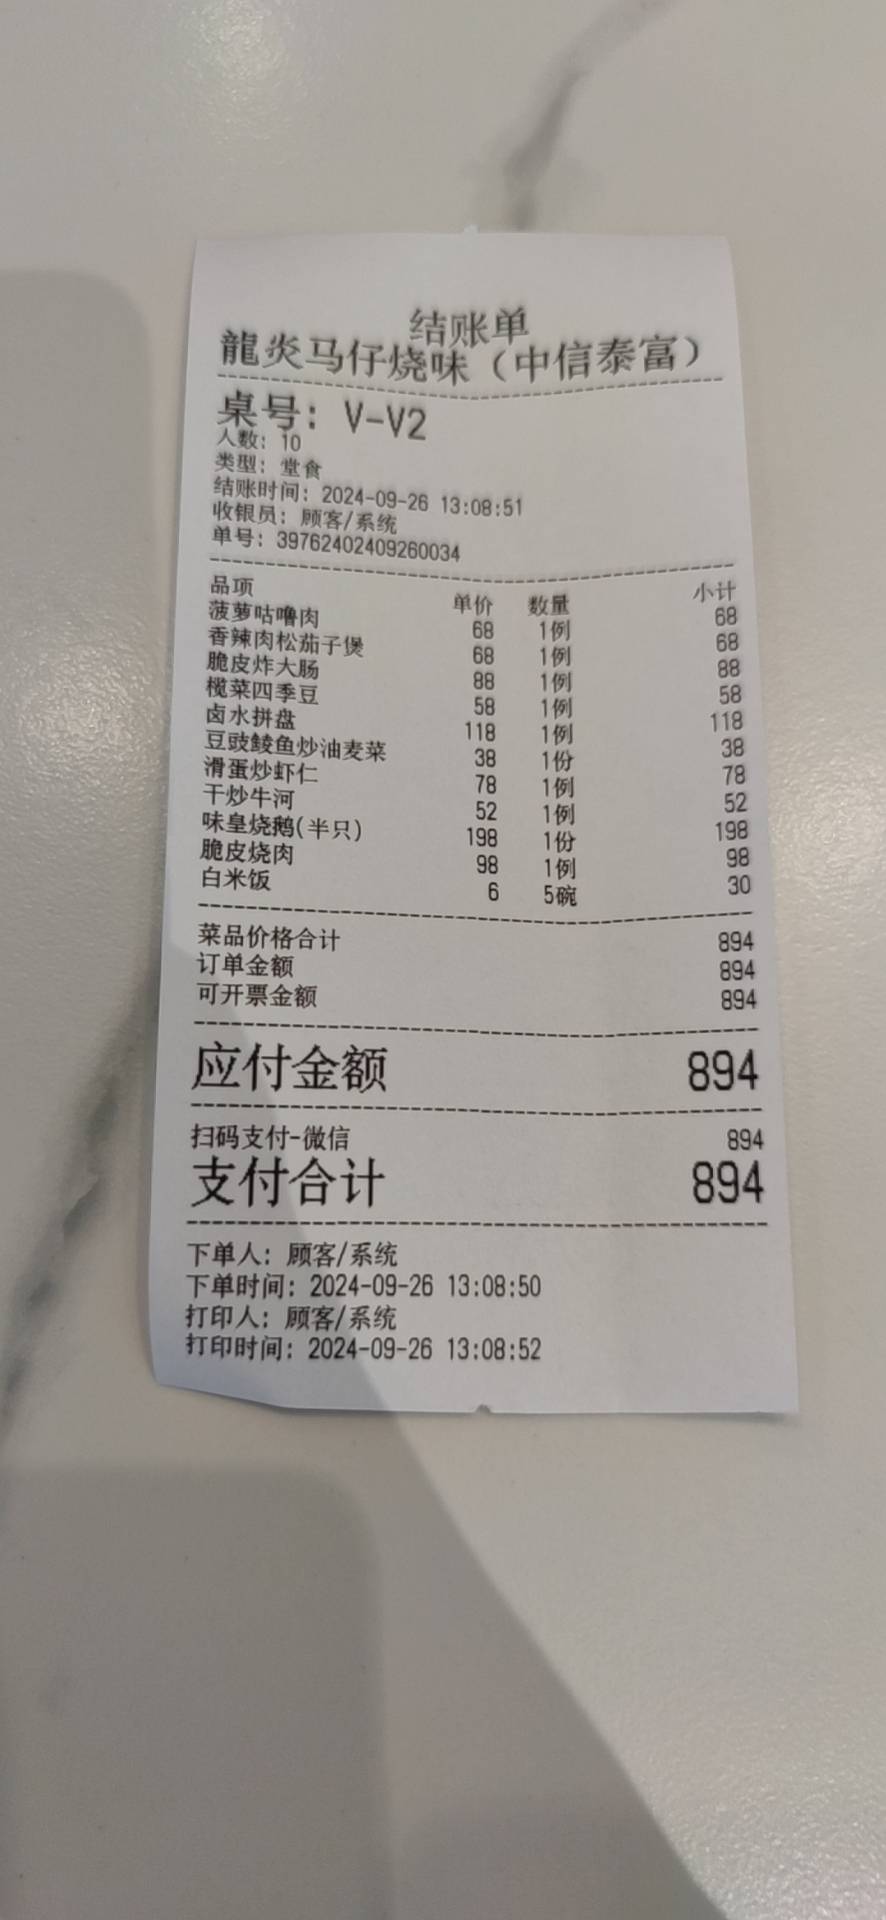 结账单
龍炎马仔烧味（中信泰富）
桌号：V-V2
人数：10
类型：堂食
结账时间：2024-09-26 13:08:51
收银员：顾客/系统
单号：39762402409260034
品项 单价 数量 小计
菠萝咕噜肉 68 1例 68
香辣肉松茄子煲 68 1例 68
脆皮炸大肠 88 1例 88
榄菜四季豆 58 1例 58
卤水拼盘 118 1例 118
豆豉鲮鱼炒油麦菜 38 1份 38
滑蛋炒虾仁 78 1例 78
干炒牛河 52 1例 52
味皇烧鹅(半只) 198 1份 198
脆皮烧肉 98 1例 98
白米饭 6 5碗 30
菜品价格合计 894
订单金额 894
可开票金额 894
应付金额 894
扫码支付-微信 894
支付合计 894
下单人：顾客/系统
下单时间：2024-09-26 13:08:50
打印人：顾客/系统
打印时间：2024-09-26 13:08:52